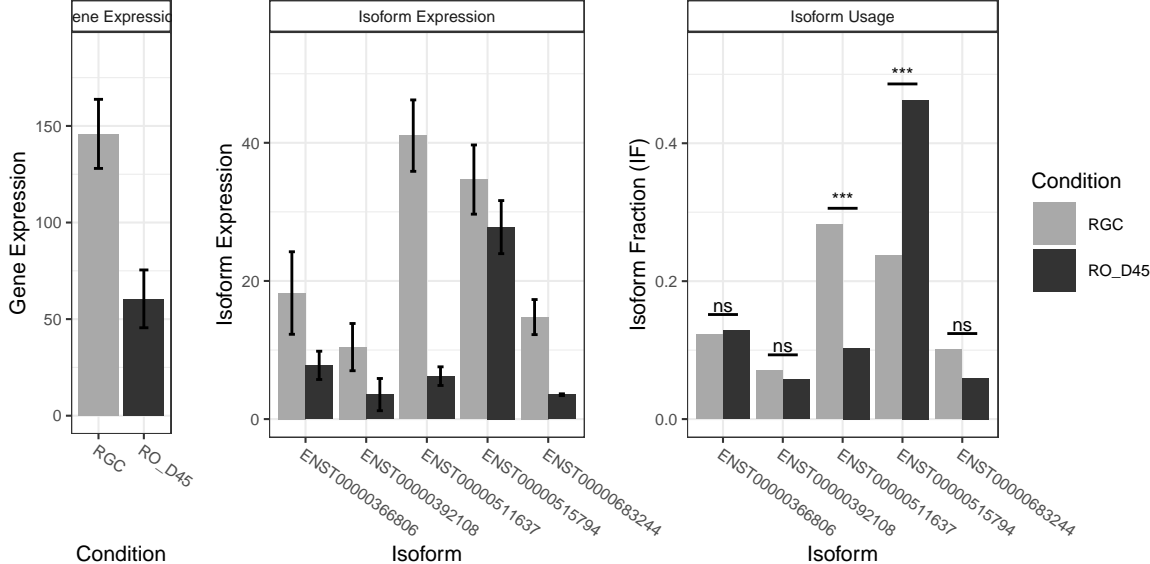 ene Expressio
Isoform Expression
Isoform Usage
Gene Expression
150
100
50
0
RGC
RO_D45
Condition
Isoform Expression
40
20
0
ENST00000366806
ENST00000392108
ENST00000511637
ENST00000515794
ENST00000683244
Isoform
Isoform Fraction (IF)
0.4
0.2
0.0
ns
ns
***
***
ns
ENST00000366806
ENST00000392108
ENST00000511637
ENST00000515794
ENST00000683244
Isoform
Condition
RGC
RO_D45